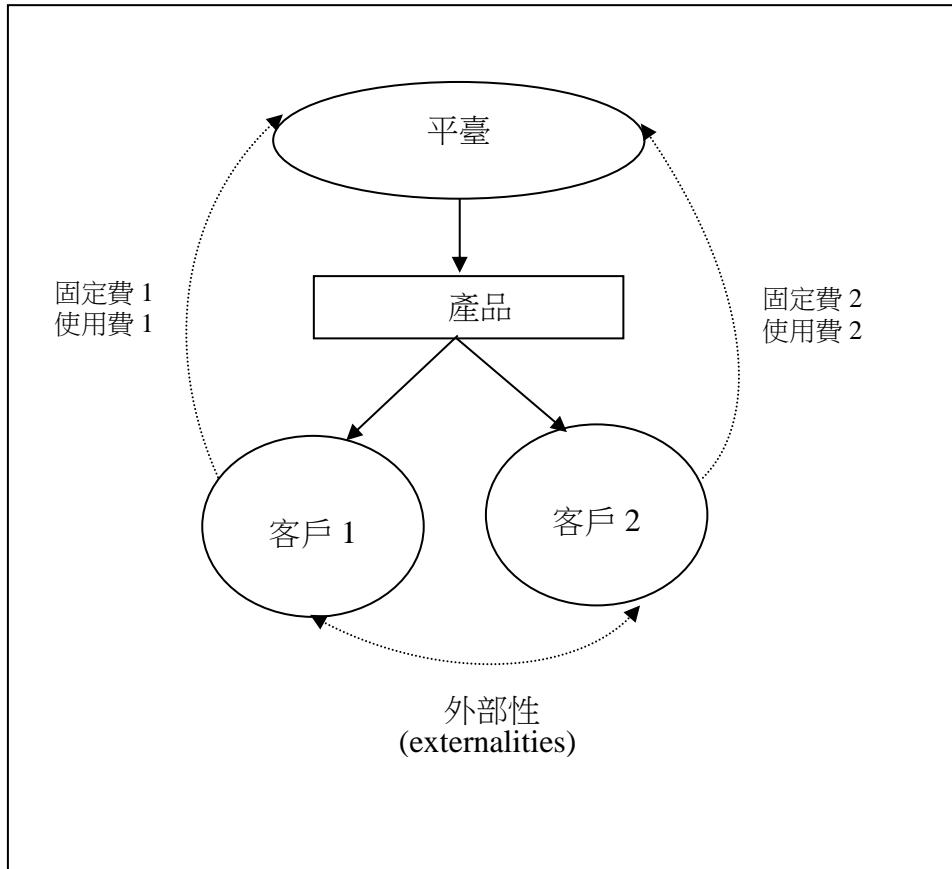 平臺
固定費 1
使用費 1
產品
固定費 2
使用費 2
客戶 1
客戶 2
外部性
(externalities)